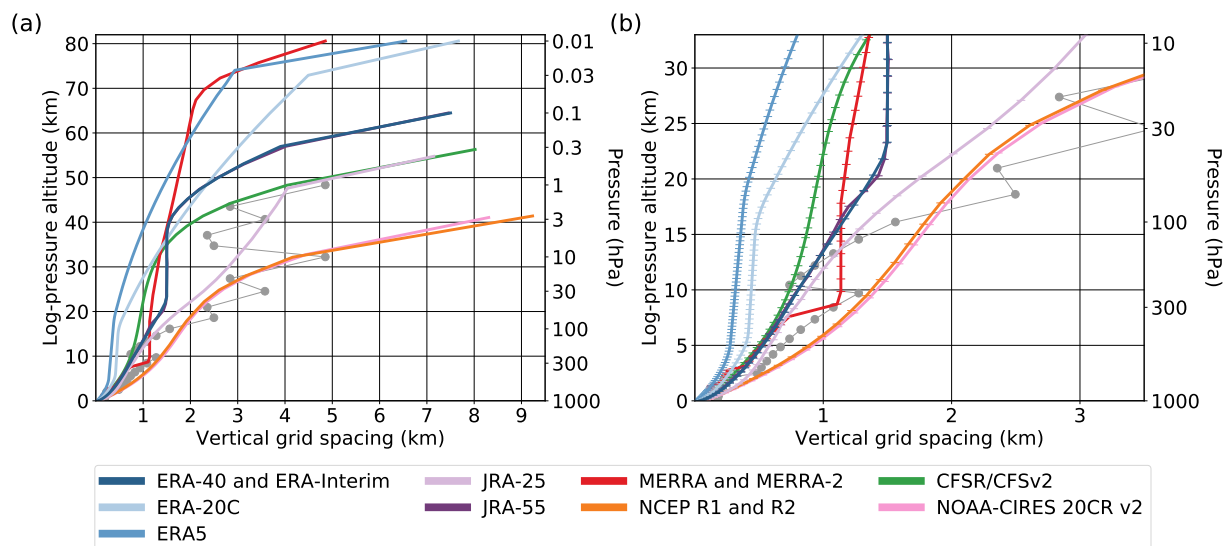 (a)
80
70
60
50
40
30
20
10
0
Log-pressure altitude (km)
1 2 3 4 5 6 7 8 9
Vertical grid spacing (km)
0.01
0.03
0.1
0.3
1
3
10
30
100
300
1000
Pressure (hPa)
(b)
30
25
20
15
10
5
0
Log-pressure altitude (km)
1 2 3
Vertical grid spacing (km)
10
30
100
300
1000
Pressure (hPa)
ERA-40 and ERA-Interim JRA-25 MERRA and MERRA-2 CFSR/CFSv2
ERA-20C JRA-55 NCEP R1 and R2 NOAA-CIRES 20CR v2
ERA5